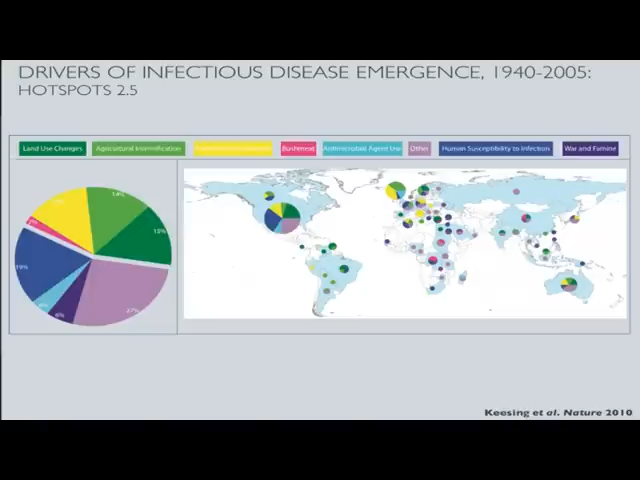 DRIVERS OF INFECTIOUS DISEASE EMERGENCE, 1940-2005:
HOTSPOTS 2.5
Land Use Changes
Agricultural Intensification
Bushmeat
Antimicrobial Agent Use
Other
Human Susceptibility to Infection
War and Famine
14%
19%
6%
27%
Keesing et al. Nature 2010